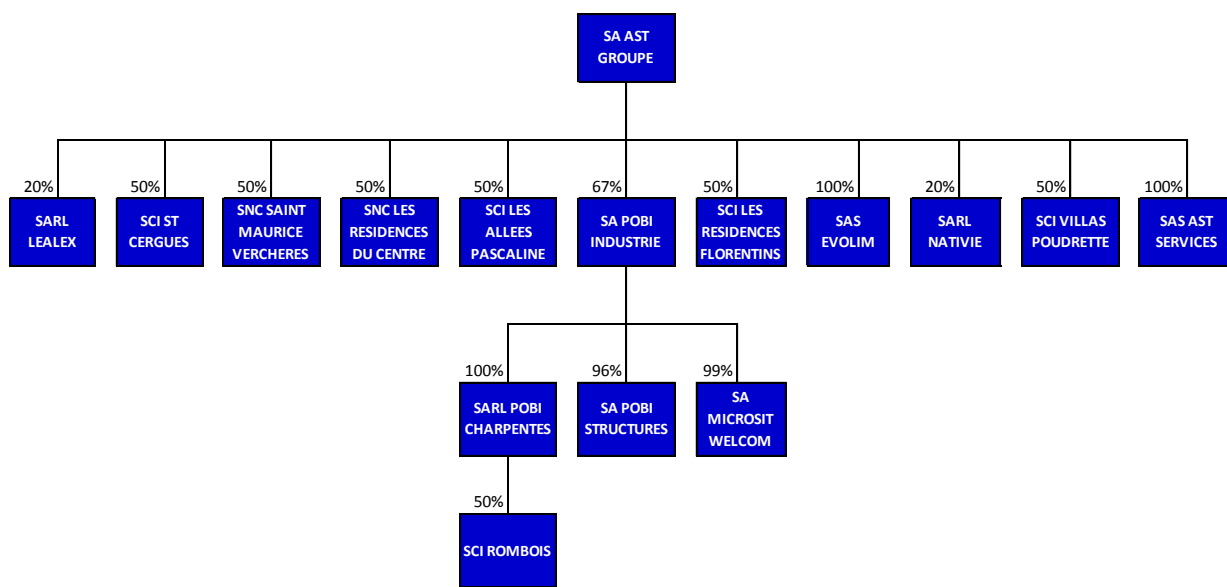 SA AST
GROUPE
20%
50%
50%
50%
50%
67%
50%
100%
20%
50%
100%
SARL
LEALEX
SCI ST
CERGUES
SNC SAINT
MAURICE
VERCHERES
SNC LES
RESIDENCES
DU CENTRE
SCI LES
ALLEES
PASCALINE
SA POBI
INDUSTRIE
SCI LES
RESIDENCES
FLORENTINS
SAS
EVOLIM
SARL
NATIVIE
SCI VILLAS
POUDRETTE
SAS AST
SERVICES
100%
96%
99%
SARL POBI
CHARPENTES
SA POBI
STRUCTURES
SA
MICROSIT
WELCOM
50%
SCI ROMBOIS